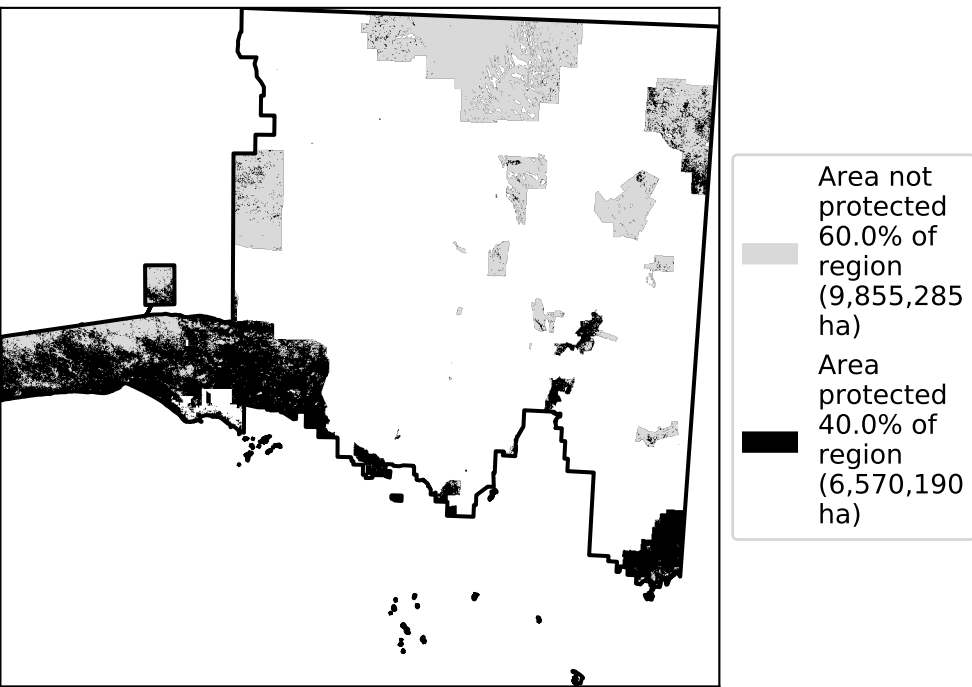 Area not
protected
60.0% of
region
(9,855,285
ha)
Area
protected
40.0% of
region
(6,570,190
ha)